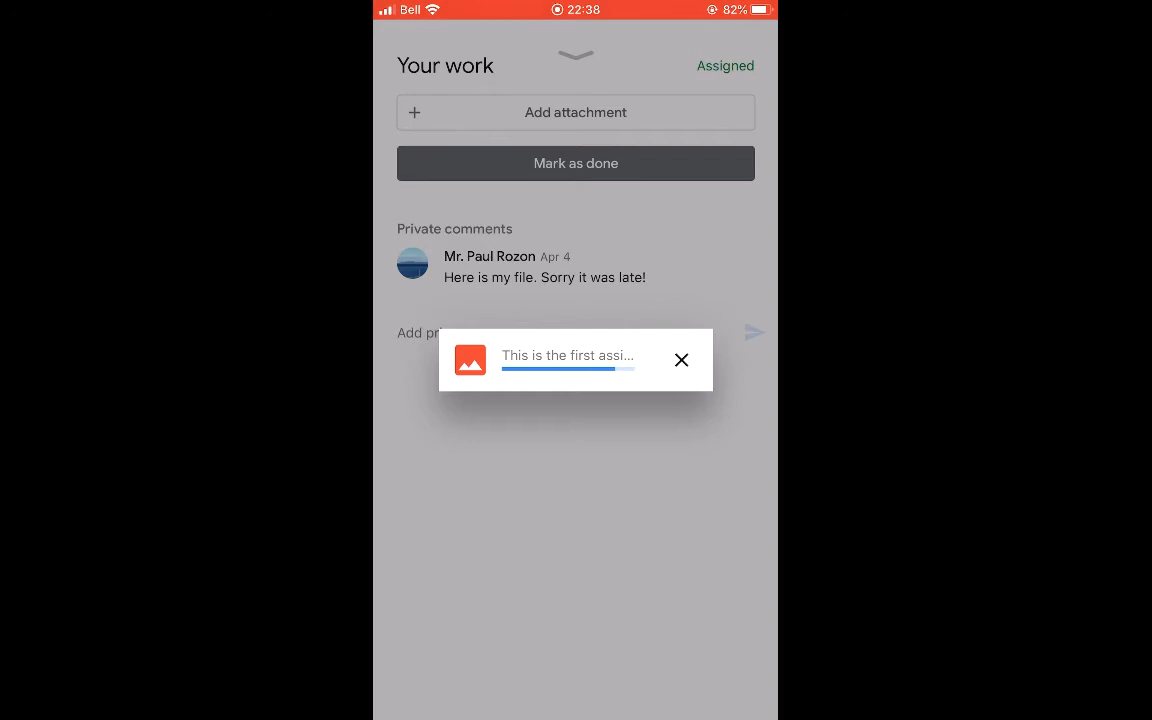 Bell 22:38 82%
Your work Assigned
+ Add attachment
Mark as done
Private comments
Mr. Paul Rozon Apr 4
Here is my file. Sorry it was late!
Add pr
This is the first assi...